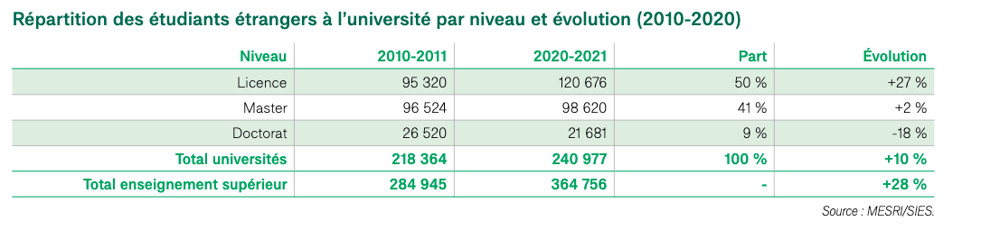 Répartition des étudiants étrangers à l’université par niveau et évolution (2010-2020)
Niveau 2010-2011 2020-2021 Part Évolution
Licence 95 320 120 676 50 % +27 %
Master 96 524 98 620 41 % +2 %
Doctorat 26 520 21 681 9 % -18 %
Total universités 218 364 240 977 100 % +10 %
Total enseignement supérieur 284 945 364 756 - +28 %
Source : MESRI/SIES.